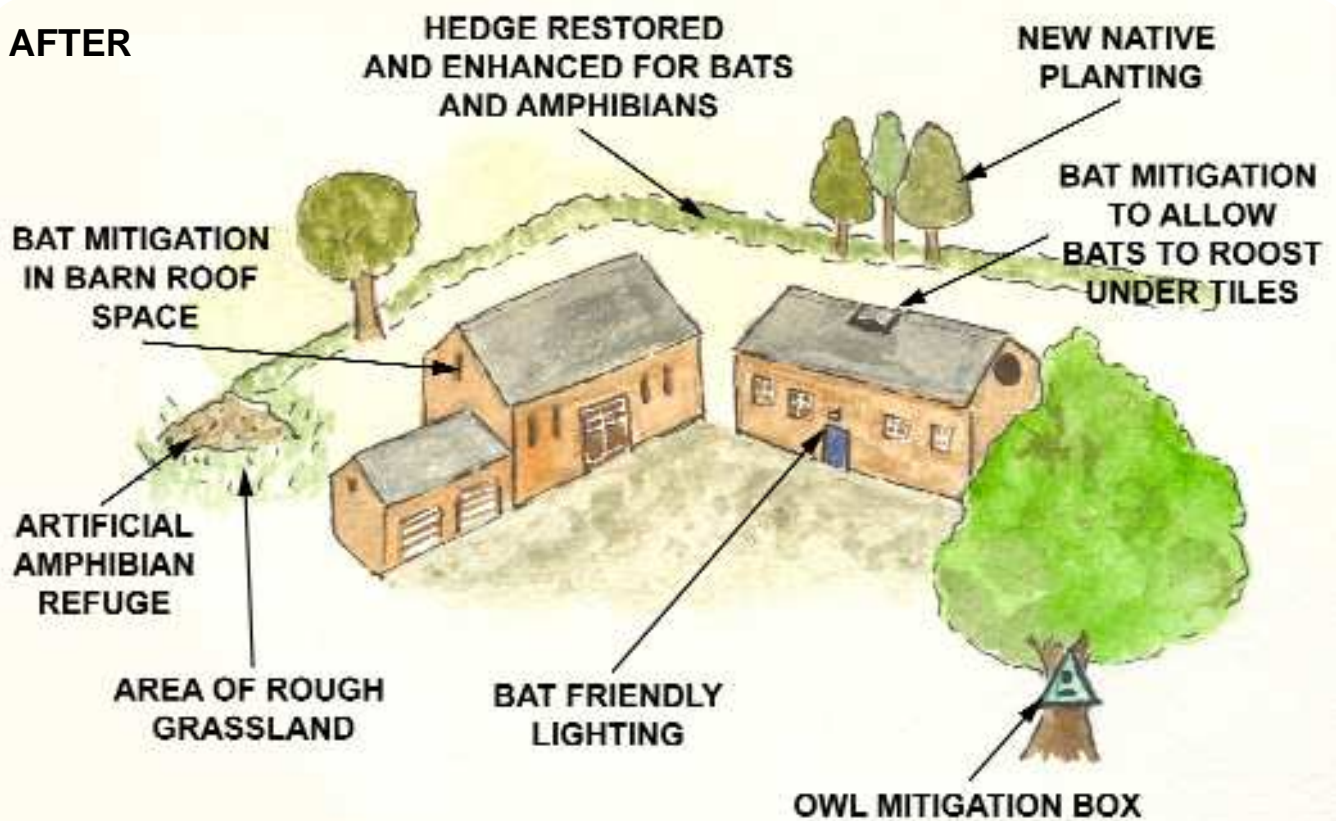 AFTER
HEDGE RESTORED
AND ENHANCED FOR BATS
AND AMPHIBIANS
NEW NATIVE
PLANTING
BAT MITIGATION
TO ALLOW
BATS TO ROOST
UNDER TILES
BAT MITIGATION
IN BARN ROOF
SPACE
ARTIFICIAL
AMPHIBIAN
REFUGE
AREA OF ROUGH
GRASSLAND
BAT FRIENDLY
LIGHTING
OWL MITIGATION BOX